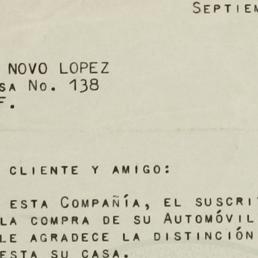 SEPTIEM
NOVO LOPEZ
SA No. 138
F.
CLIENTE Y AMIGO:
ESTA COMPAÑÍA, EL SUSCRIT
LA COMPRA DE SU AUTOMÓVIL
LE AGRADECE LA DISTINCIÓN
ESTA SU CASA.